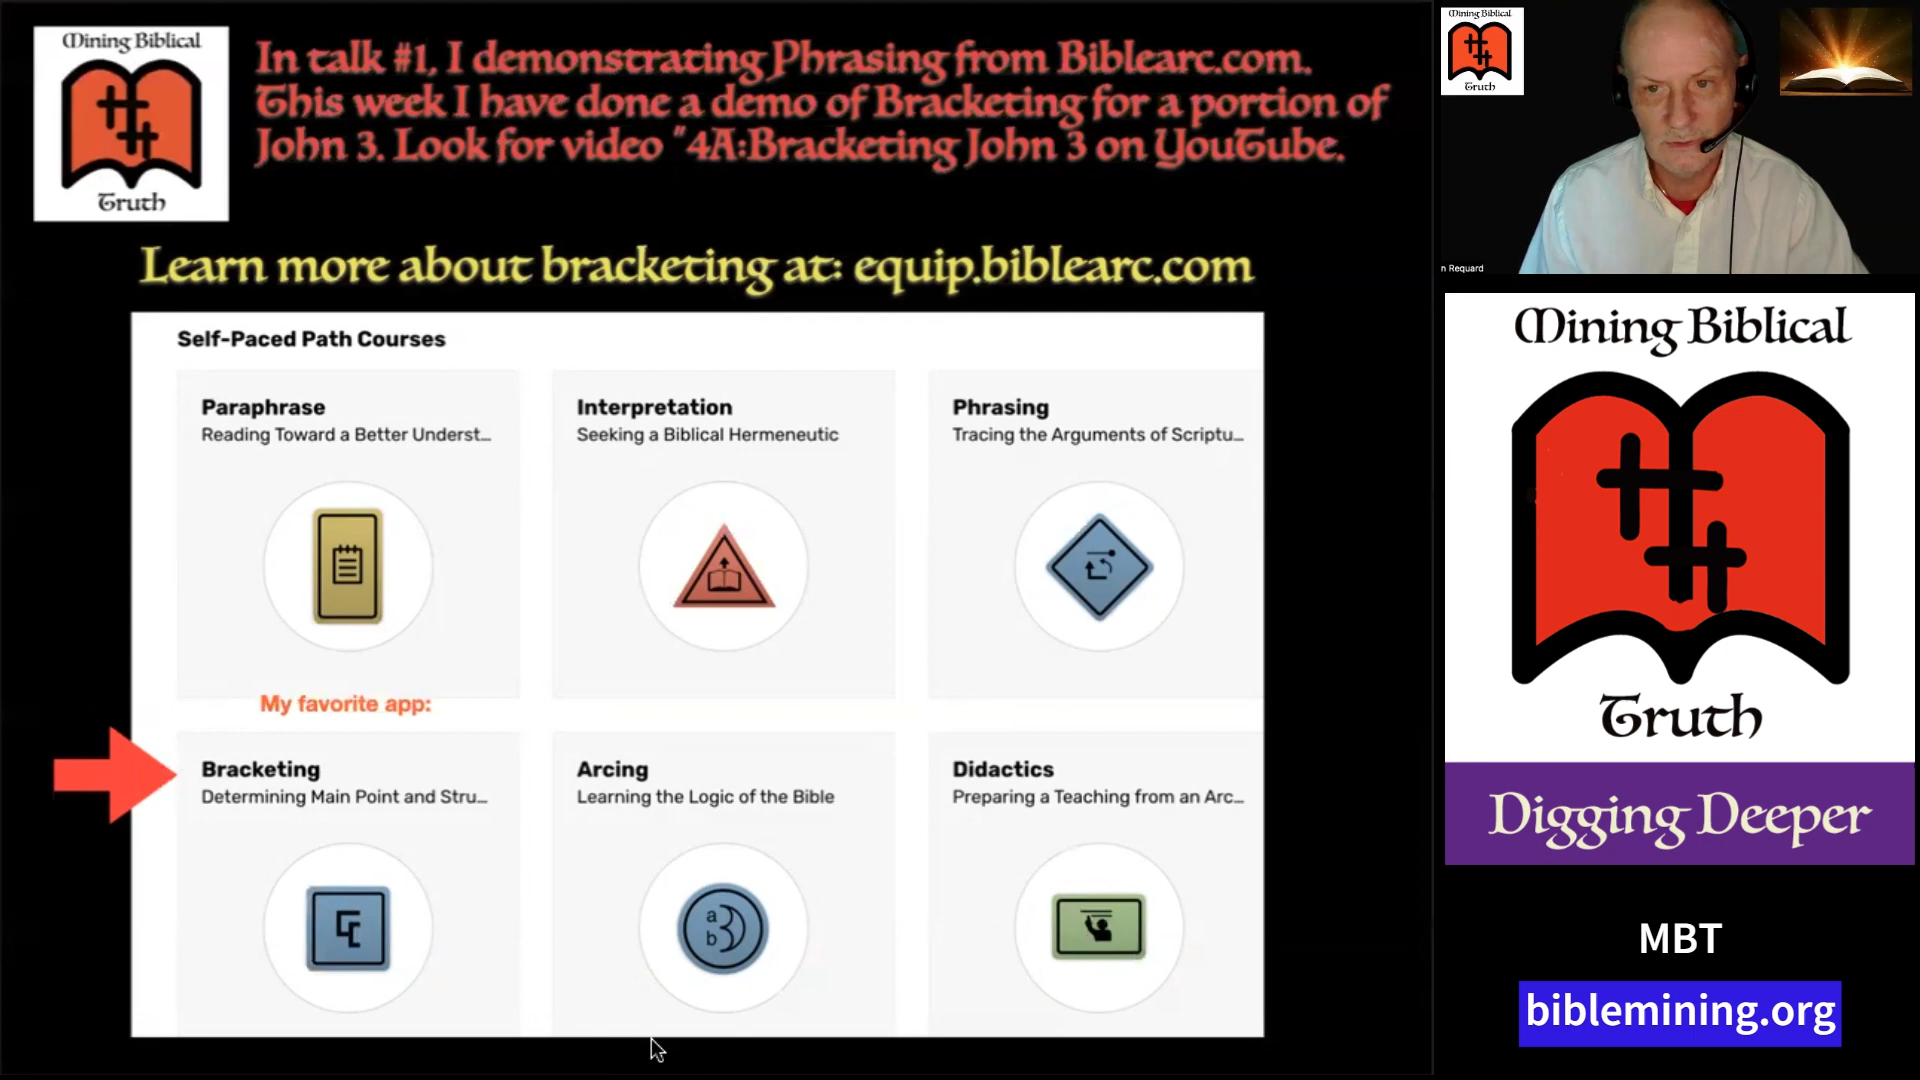 Mining Biblical
Truth
In talk #1, I demonstrating Phrasing from Biblearc.com.
This week I have done a demo of Bracketing for a portion of
John 3. Look for video "4A:Bracketing John 3 on YouTube.
Learn more about bracketing at: equip.biblearc.com
Self-Paced Path Courses
Paraphrase
Reading Toward a Better Underst...
Interpretation
Seeking a Biblical Hermeneutic
Phrasing
Tracing the Arguments of Scriptu...
My favorite app:
Bracketing
Determining Main Point and Stru...
Arcing
Learning the Logic of the Bible
a
b
Didactics
Preparing a Teaching from an Arc...
Mining Biblical
Truth
n Requard
Mining Biblical
Truth
Digging Deeper
MBT
biblemining.org